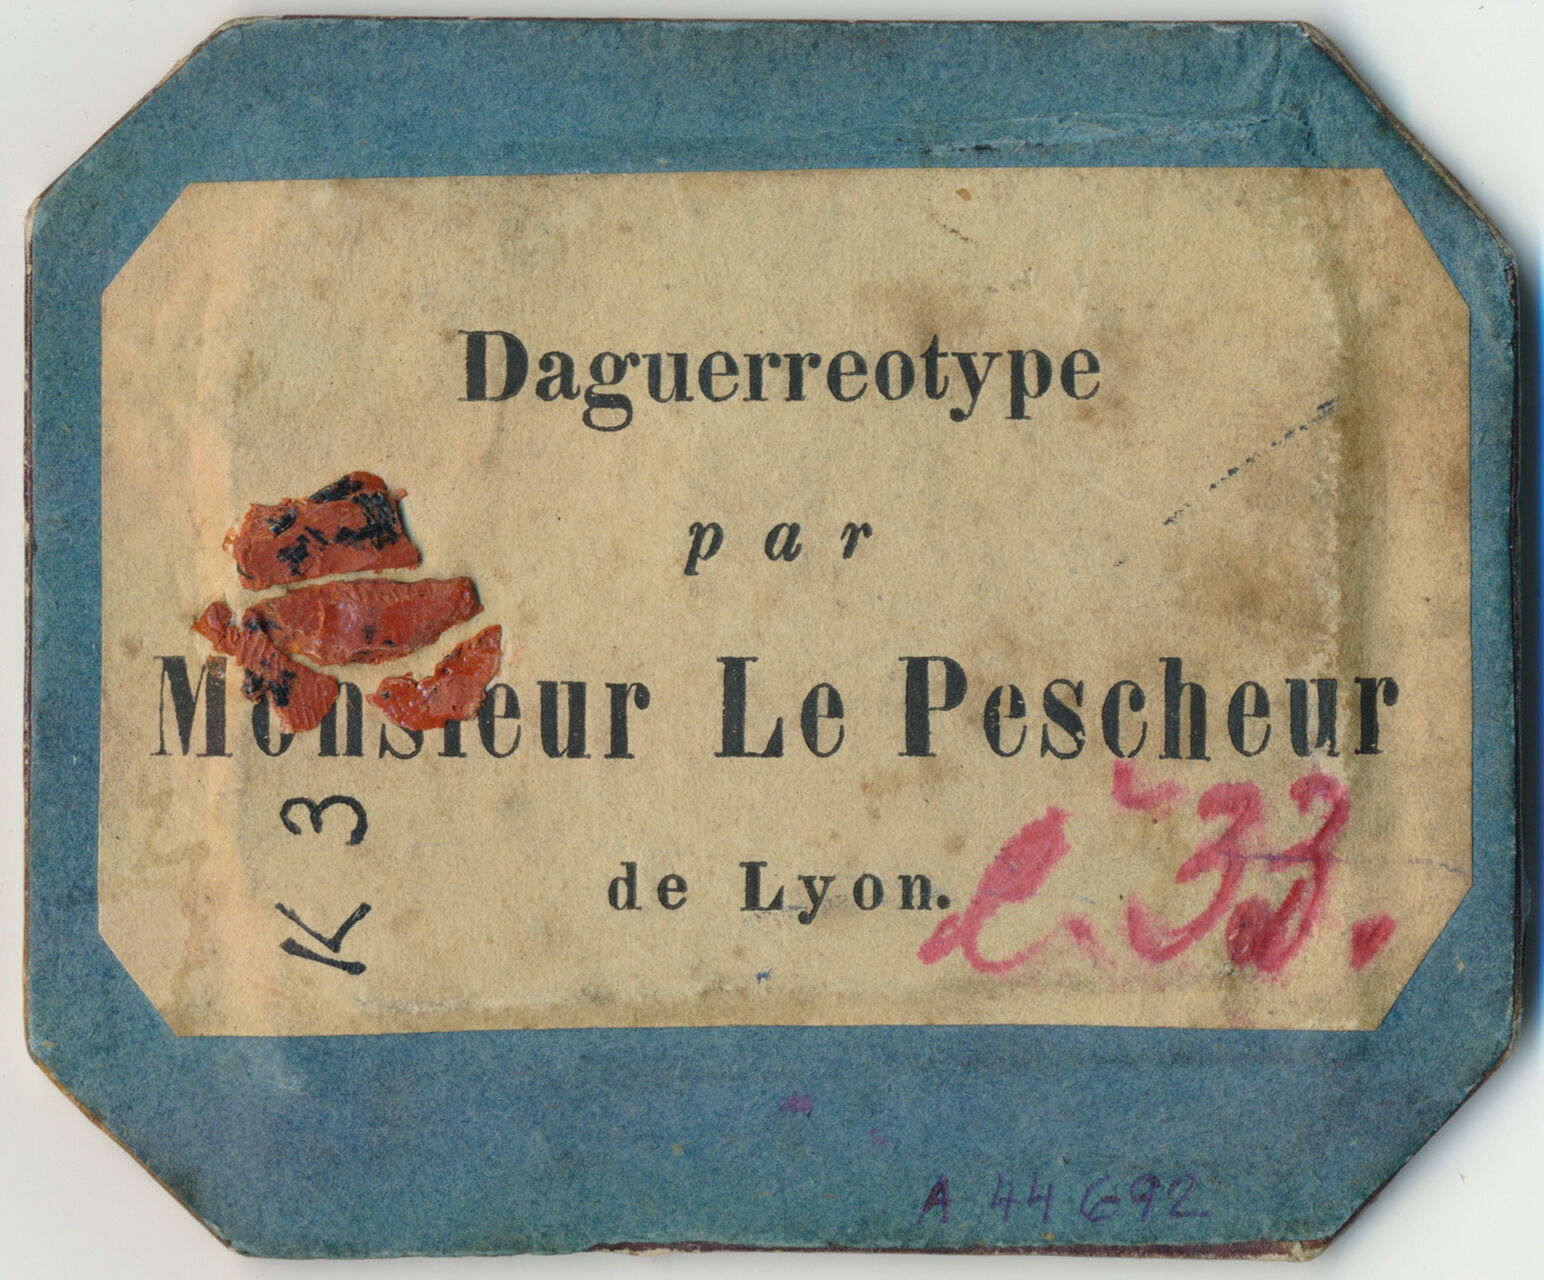 Daguerreotype
par
Monsieur Le Pescheur
de Lyon.
K 3
A 44692